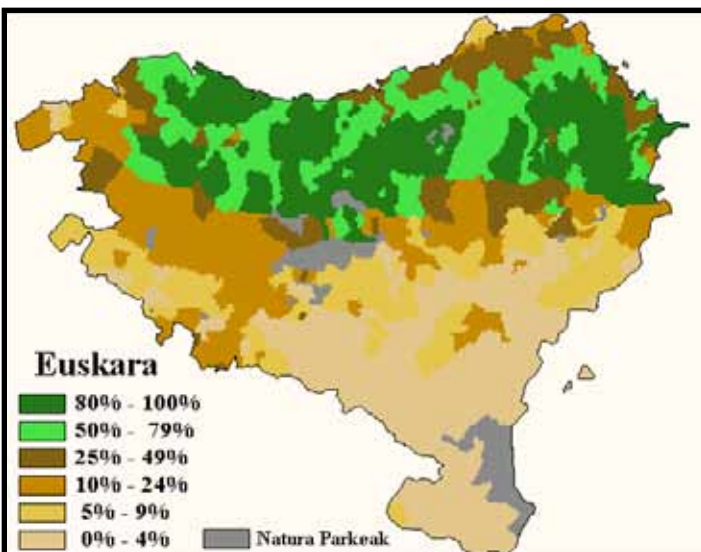 Euskara
80% - 100%
50% - 79%
25% - 49%
10% - 24%
5% - 9%
0% - 4%
Natura Parkeak